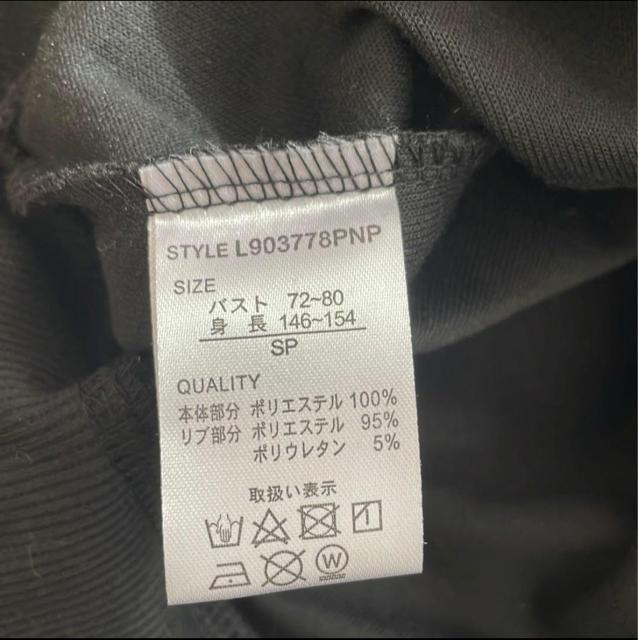 STYLE L903778PNP
SIZE
バスト 72~80
身 長 146~154
SP
QUALITY
本体部分 ポリエステル 100%
リブ部分 ポリエステル 95%
ポリウレタン 5%
取扱い表示
W